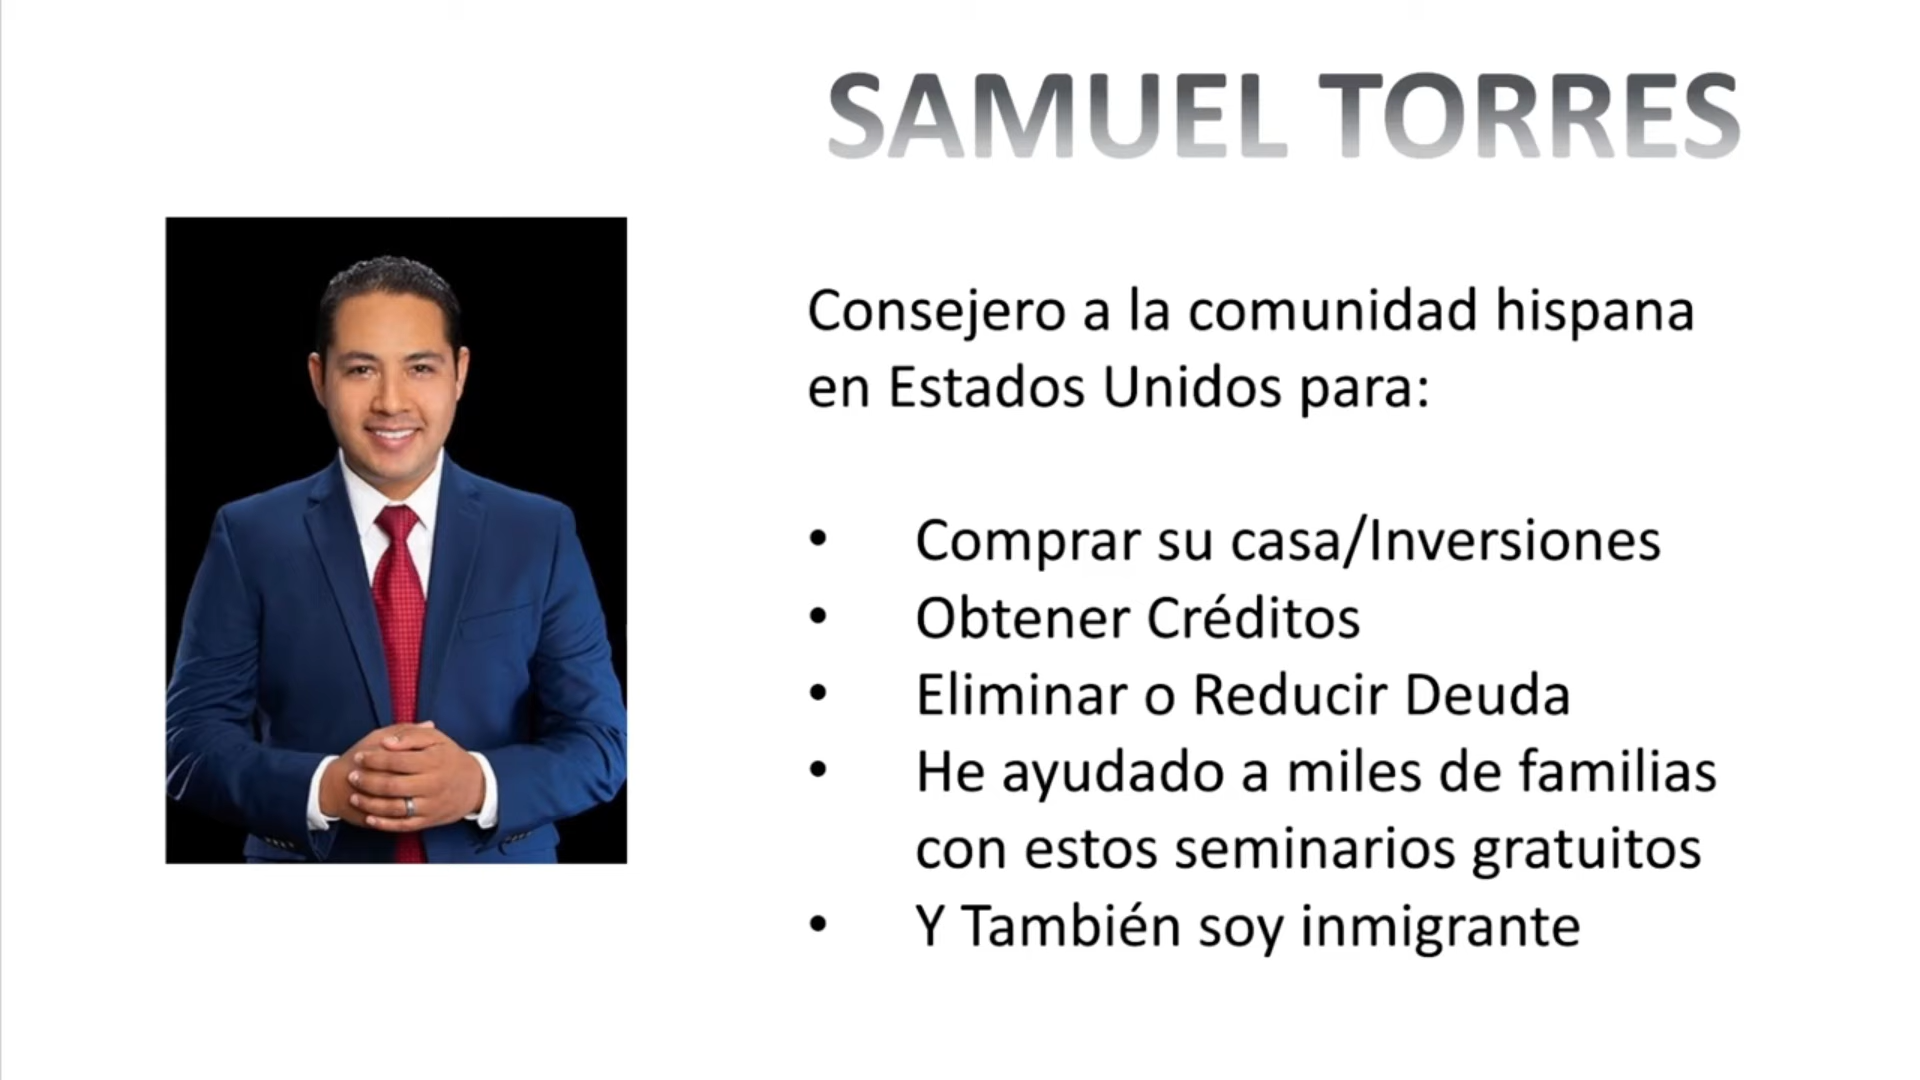 SAMUEL TORRES
Consejero a la comunidad hispana
en Estados Unidos para:
• Comprar su casa/Inversiones
• Obtener Créditos
• Eliminar o Reducir Deuda
• He ayudado a miles de familias
con estos seminarios gratuitos
• Y También soy inmigrante